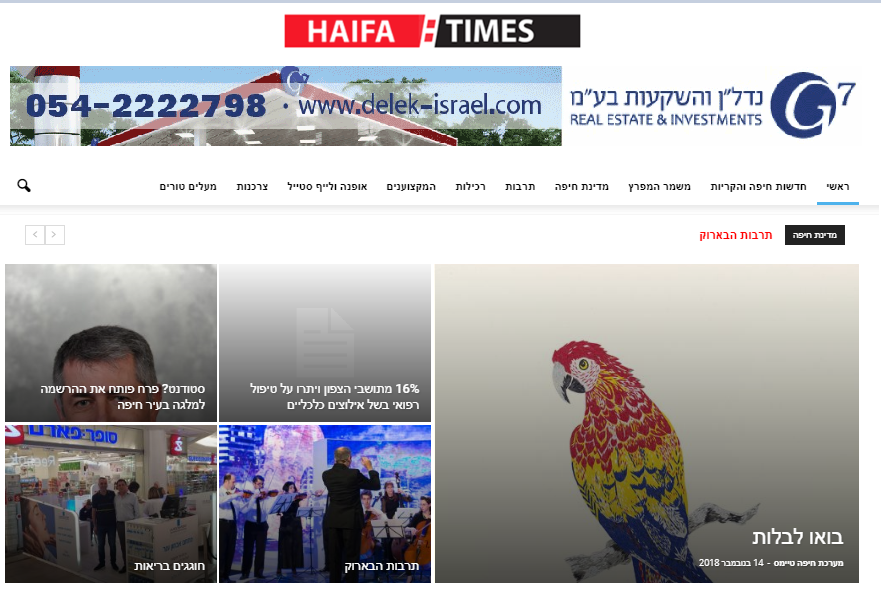 HAIFA TIMES
054-2222798 · www.delek-israel.com
נדל"ן והשקעות בע"מ
REAL ESTATE & INVESTMENTS
G7
ראשי
חדשות חיפה והקריות
משמר המפרץ
מדינת חיפה
תרבות
רכילות
המקצוענים
אופנה ולייף סטייל
צרכנות
מעלים טורים
מדינת חיפה
תרבות הבארוק
בואו לבלות
מערכת חיפה טיימס - 14 בנובמבר 2018
16% מתושבי הצפון ויתרו על טיפול
רפואי בשל אילוצים כלכליים
סטודנט? פרח פותח את ההרשמה
למלגה בעיר חיפה
תרבות הבארוק
סופר-פארם
חוגגים בריאות